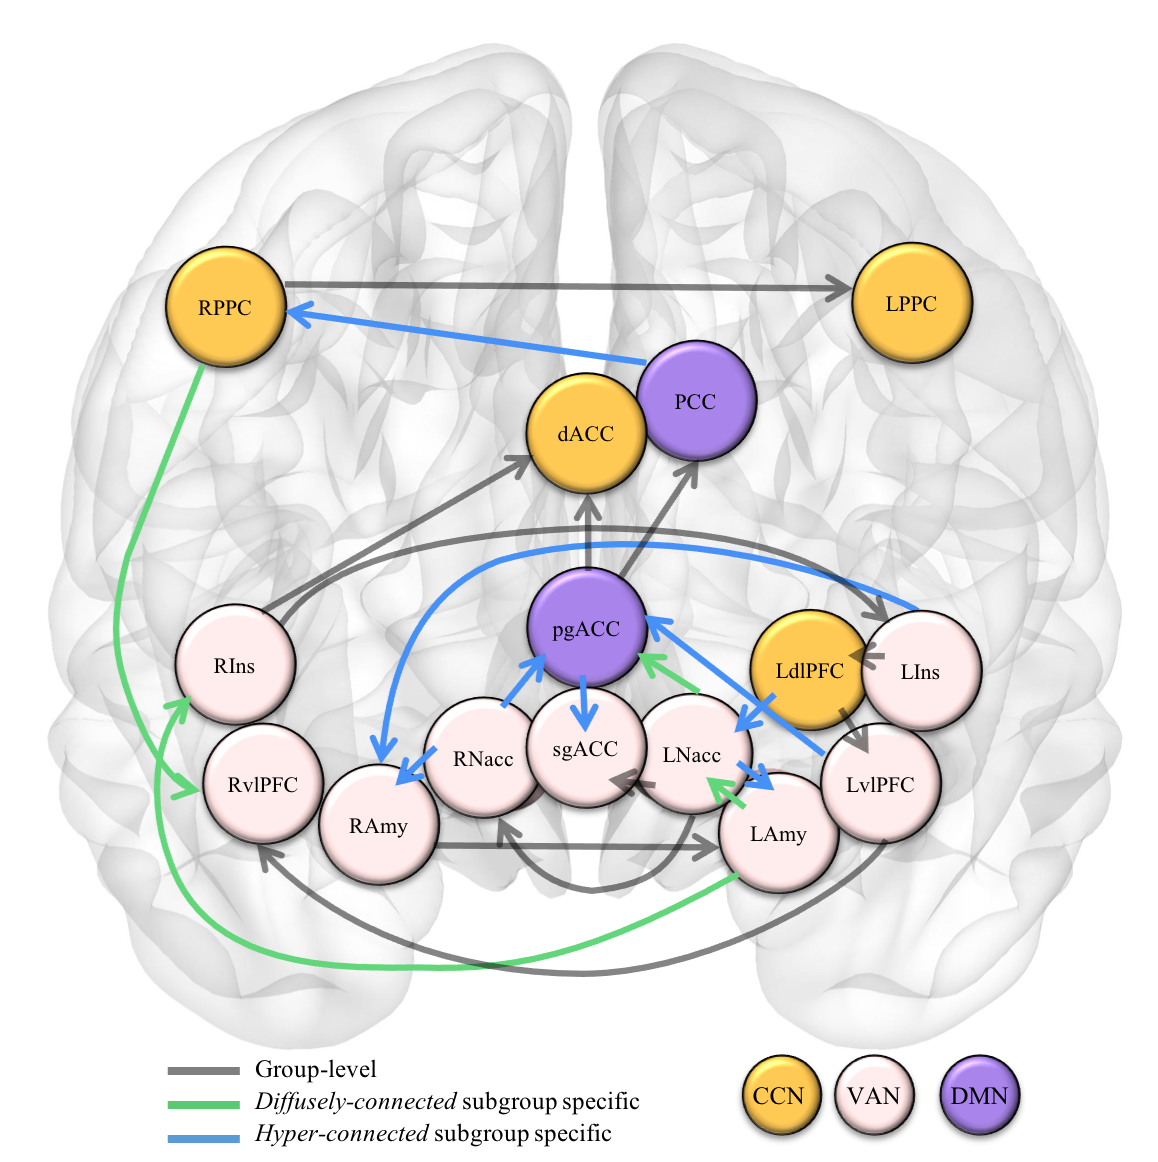 RPPC
LPPC
PCC
dACC
pgACC
RIns
LdlPFC
LIns
RNacc
sgACC
LNacc
RvlPFC
RAmy
LAmy
LvlPFC
Group-level
Diffusely-connected subgroup specific
Hyper-connected subgroup specific
CCN
VAN
DMN